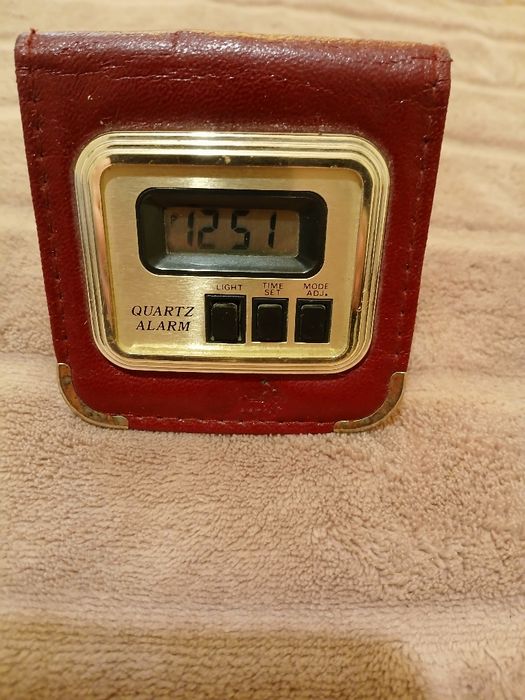 P 12 51
LIGHT
TIME SET
MODE ADJ.
QUARTZ
ALARM